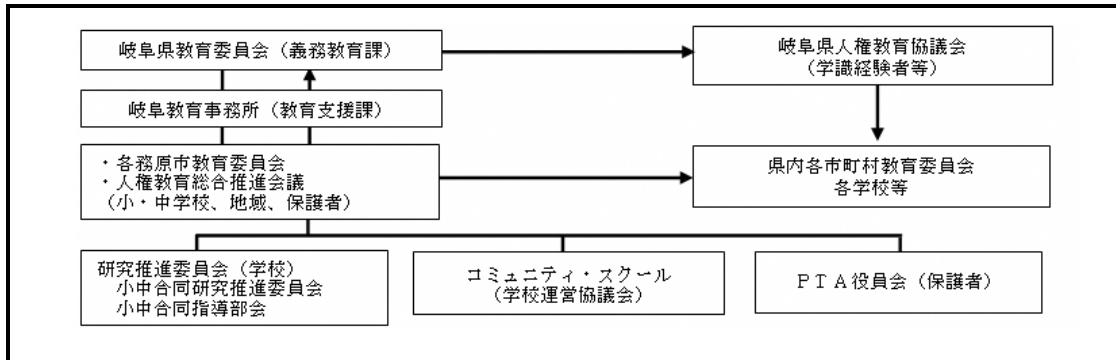 岐阜県教育委員会（義務教育課）
岐阜県人権教育協議会
（学識経験者等）
岐阜教育事務所（教育支援課）
・各務原市教育委員会
・人権教育総合推進会議
（小・中学校、地域、保護者）
県内各市町村教育委員会
各学校等
研究推進委員会（学校）
小中合同研究推進委員会
小中合同指導部会
コミュニティ・スクール
（学校運営協議会）
ＰＴＡ役員会（保護者）